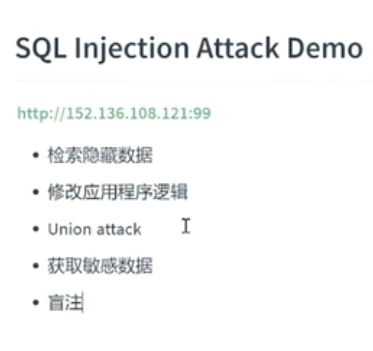 SQL Injection Attack Demo
http://152.136.108.121:99
• 检索隐藏数据
• 修改应用程序逻辑
• Union attack
• 获取敏感数据
• 盲注